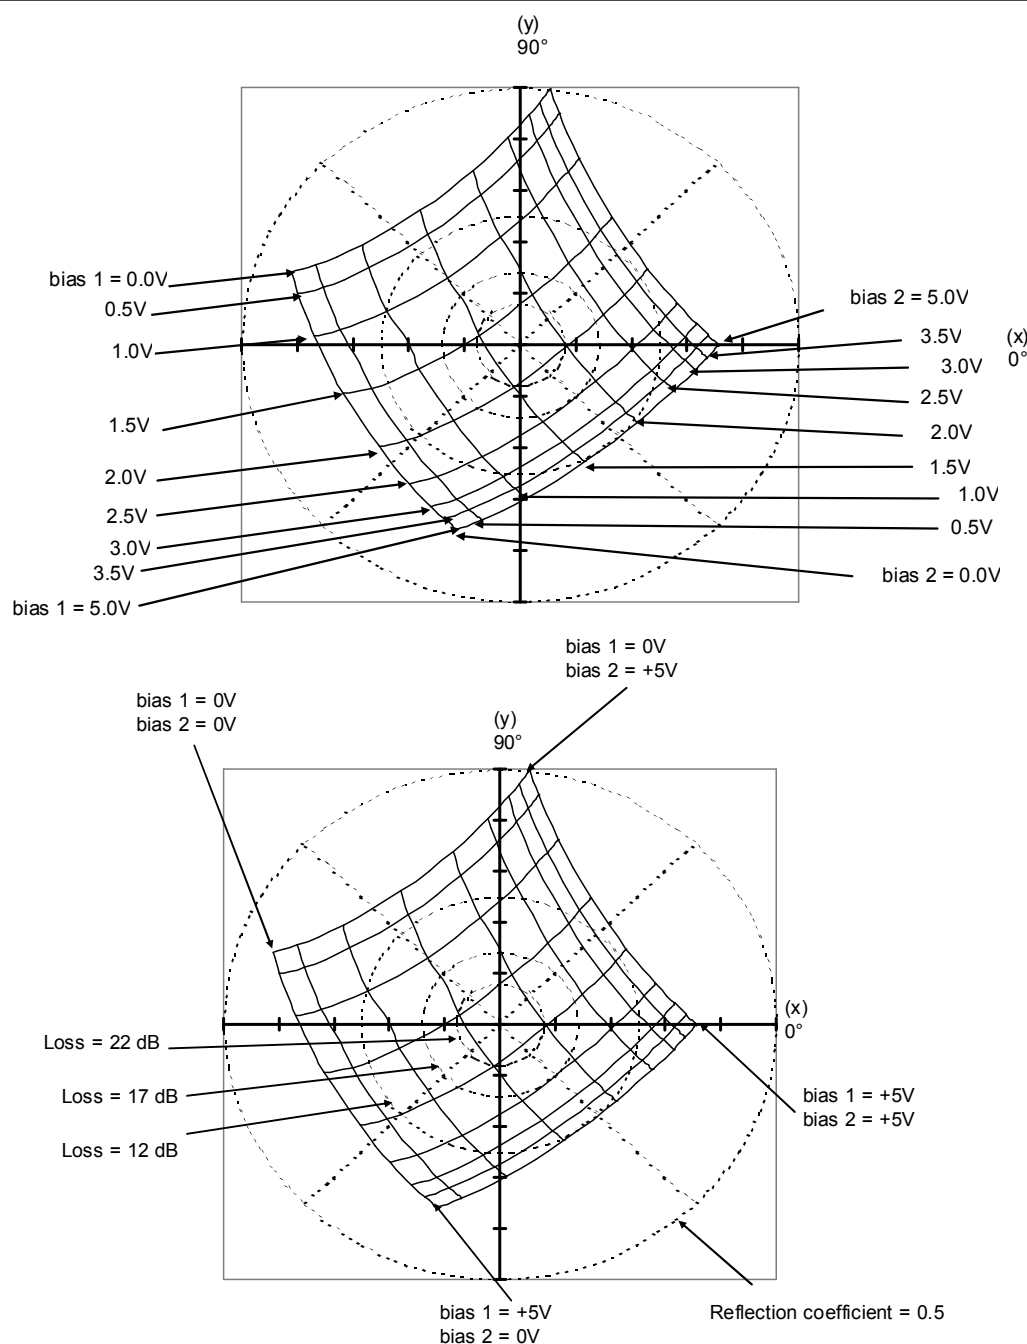 (y)
90°
bias 1 = 0.0V
0.5V
1.0V
1.5V
2.0V
2.5V
3.0V
3.5V
bias 1 = 5.0V
bias 2 = 5.0V
(x)
0°
3.5V
3.0V
2.5V
2.0V
1.5V
1.0V
0.5V
bias 2 = 0.0V
bias 1 = 0V
bias 2 = +5V
bias 1 = 0V
bias 2 = 0V
(y)
90°
(x)
0°
Loss = 22 dB
Loss = 17 dB
Loss = 12 dB
bias 1 = +5V
bias 2 = +5V
bias 1 = +5V
bias 2 = 0V
Reflection coefficient = 0.5